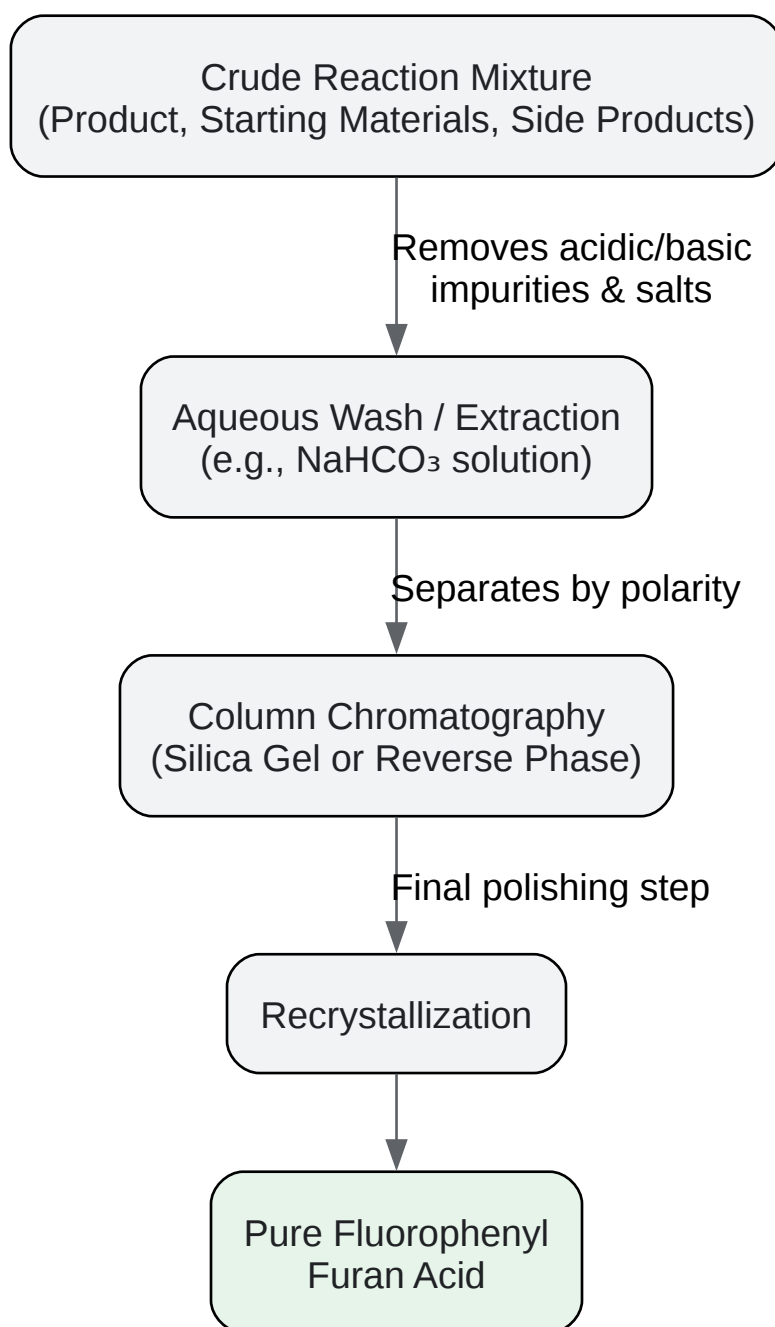 Crude Reaction Mixture
(Product, Starting Materials, Side Products)
Removes acidic/basic
impurities & salts
Aqueous Wash / Extraction
(e.g., NaHCO₃ solution)
Separates by polarity
Column Chromatography
(Silica Gel or Reverse Phase)
Final polishing step
Recrystallization
Pure Fluorophenyl
Furan Acid